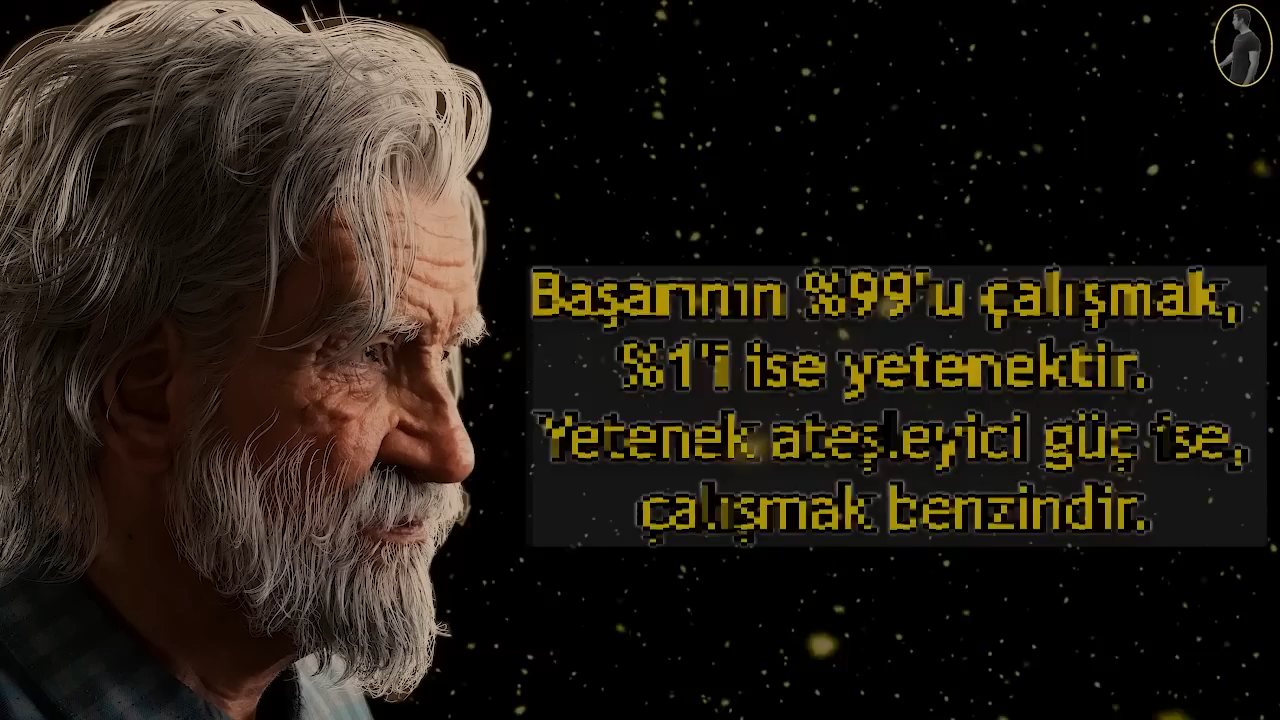 Başarının %99'u çalışmak,
%1'i ise yetenektir.
Yetenek ateşleyici güç ise,
çalışmak benzindir.